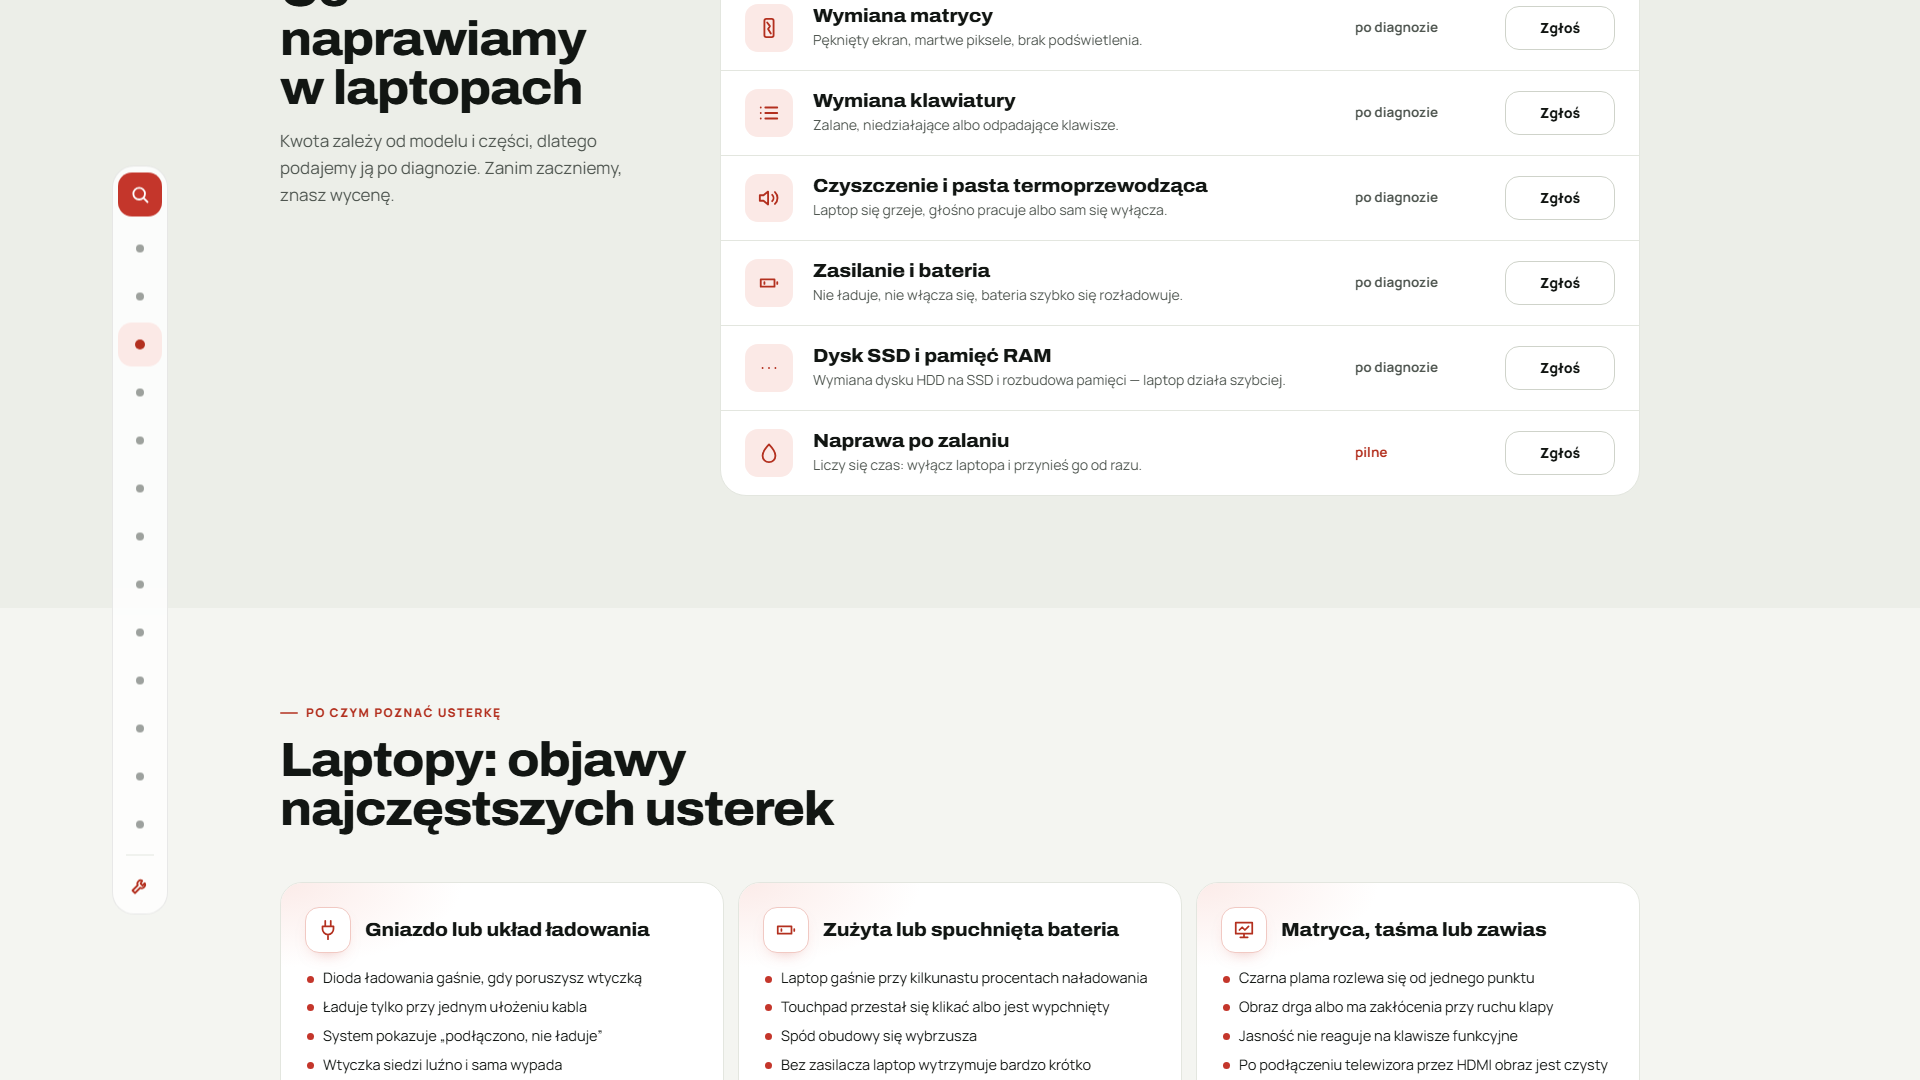 naprawiamy
w laptopach
Kwota zależy od modelu i części, dlatego
podajemy ją po diagnozie. Zanim zaczniemy,
znasz wycenę.
Wymiana matrycy
Pęknięty ekran, martwe piksele, brak podświetlenia.
po diagnozie
Zgłoś
Wymiana klawiatury
Zalane, niedziałające albo odpadające klawisze.
po diagnozie
Zgłoś
Czyszczenie i pasta termoprzewodząca
Laptop się grzeje, głośno pracuje albo sam się wyłącza.
po diagnozie
Zgłoś
Zasilanie i bateria
Nie ładuje, nie włącza się, bateria szybko się rozładowuje.
po diagnozie
Zgłoś
Dysk SSD i pamięć RAM
Wymiana dysku HDD na SSD i rozbudowa pamięci — laptop działa szybciej.
po diagnozie
Zgłoś
Naprawa po zalaniu
Liczy się czas: wyłącz laptopa i przynieś go od razu.
pilne
Zgłoś
PO CZYM POZNAĆ USTERKĘ
Laptopy: objawy
najczęstszych usterek
Gniazdo lub układ ładowania
Dioda ładowania gaśnie, gdy poruszysz wtyczką
Ładuje tylko przy jednym ułożeniu kabla
System pokazuje „podłączono, nie ładuje”
Wtyczka siedzi luźno i sama wypada
Zużyta lub spuchnięta bateria
Laptop gaśnie przy kilkunastu procentach naładowania
Touchpad przestał się klikać albo jest wypchnięty
Spód obudowy się wybrzusza
Bez zasilacza laptop wytrzymuje bardzo krótko
Matryca, taśma lub zawias
Czarna plama rozlewa się od jednego punktu
Obraz drga albo ma zakłócenia przy ruchu klapy
Jasność nie reaguje na klawisze funkcyjne
Po podłączeniu telewizora przez HDMI obraz jest czysty